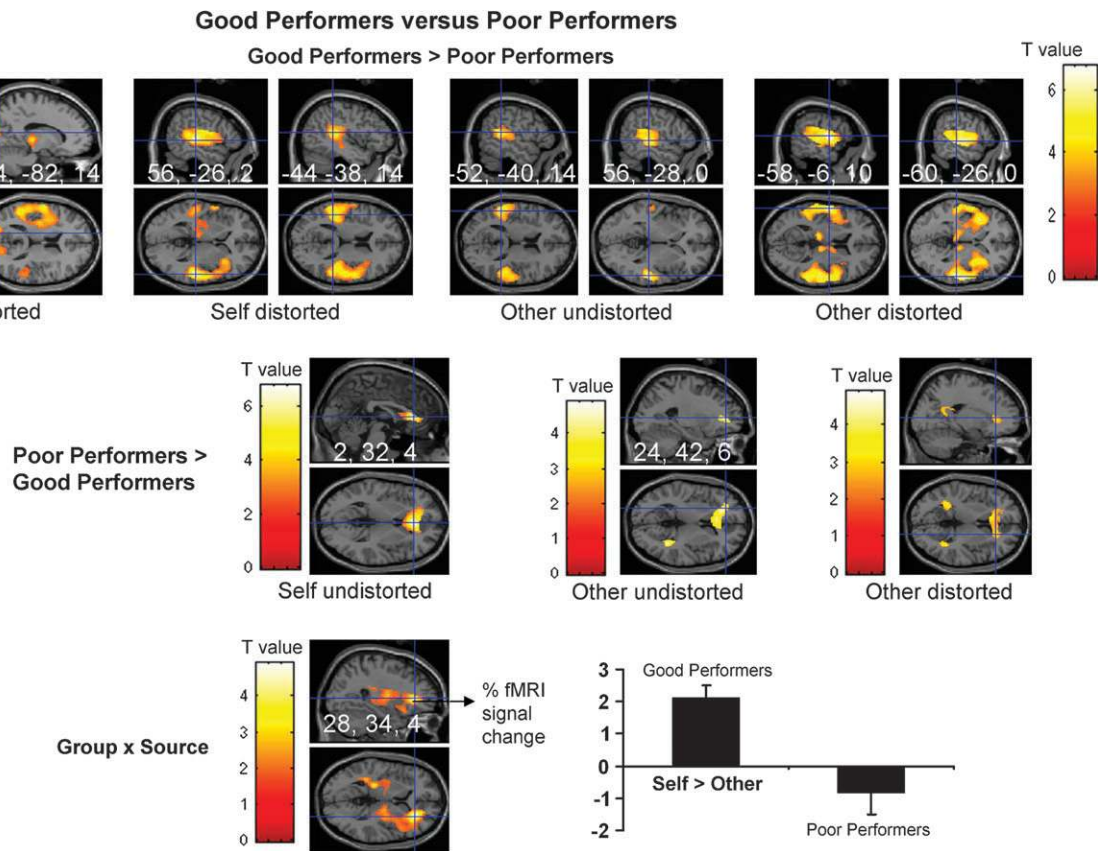 Good Performers versus Poor Performers
Good Performers > Poor Performers
T value
6
4
2
0
4, -82, 14
56, -26, 2
-44 -38, 14
-52, -40, 14
56, -28, 0
-58, -6, 10
-60, -26, 0
Self distorted
Other undistorted
Other distorted
Poor Performers >
Good Performers
T value
6
4
2
0
2, 32, 4
Self undistorted
4
3
2
1
0
24, 42, 6
Other undistorted
T value
4
3
2
1
0
Other distorted
Group x Source
T value
4
3
2
1
0
28, 34, 4
% fMRI
signal
change
3
2
1
0
-1
-2
Good Performers
Self > Other
Poor Performers